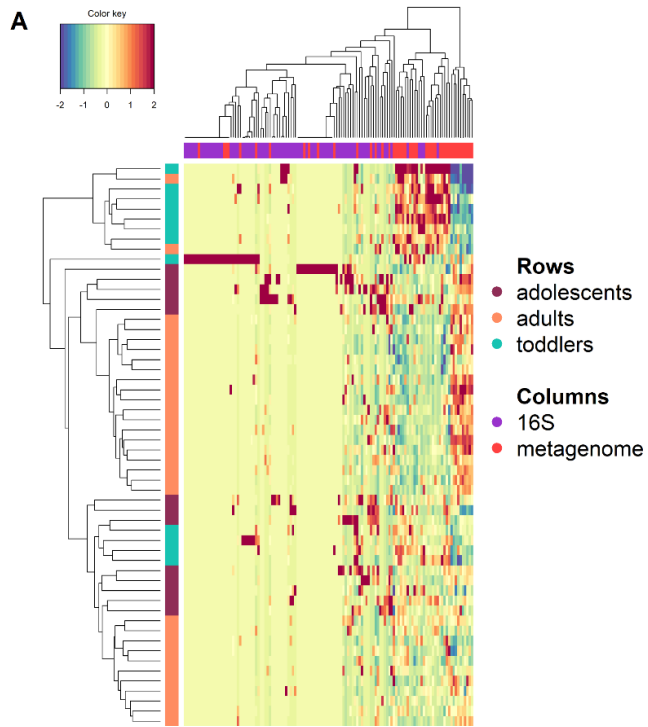 A
Color key
-2 -1 0 1 2
Rows
adolescents
adults
toddlers
Columns
16S
metagenome